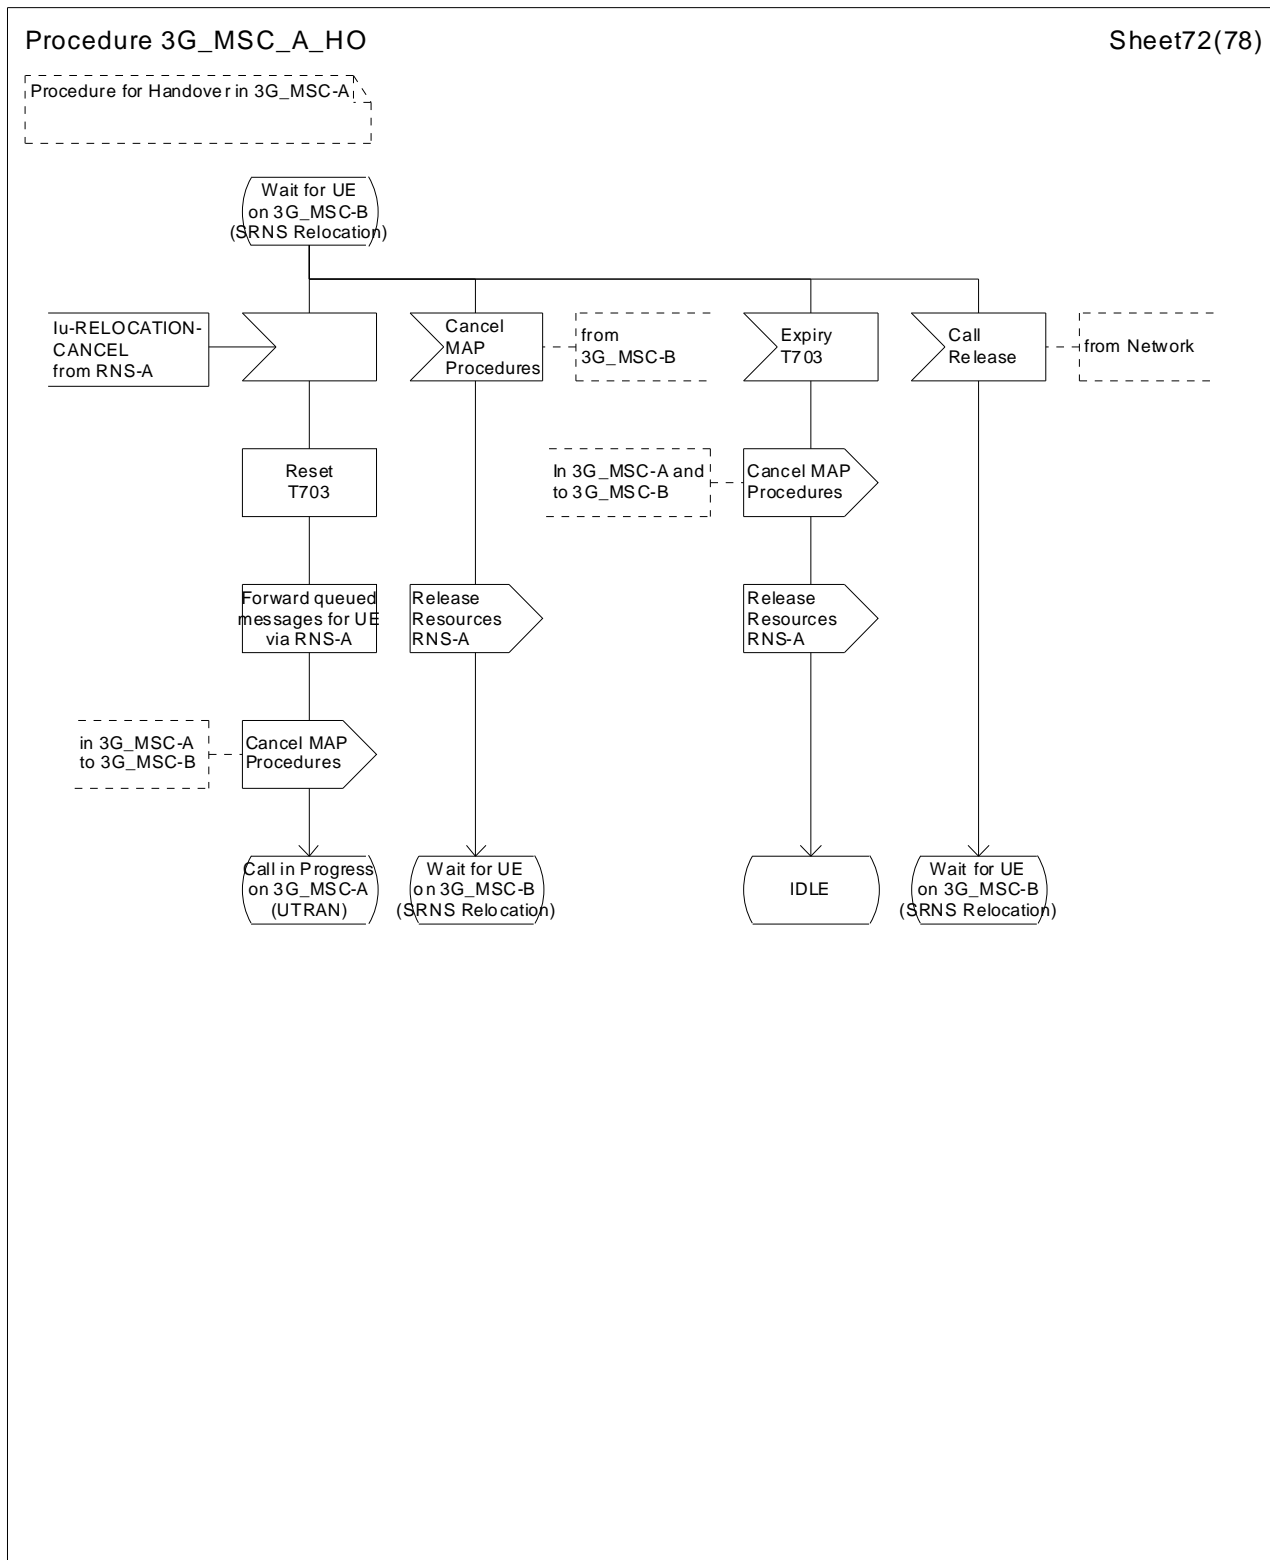 Procedure 3G_MSC_A_HO
Sheet72(78)
Procedure for Handover in 3G_MSC-A
Wait for UE
on 3G_MSC-B
(SRNS Relocation)
Iu-RELOCATION-
CANCEL
from RNS-A
Cancel
MAP
Procedures
from
3G_MSC-B
Expiry
T703
Call
Release
from Network
Reset
T703
In 3G_MSC-A and
to 3G_MSC-B
Cancel MAP
Procedures
Forward queued
messages for UE
via RNS-A
Release
Resources
RNS-A
Release
Resources
RNS-A
in 3G_MSC-A
to 3G_MSC-B
Cancel MAP
Procedures
Call in Progress
on 3G_MSC-A
(UTRAN)
Wait for UE
on 3G_MSC-B
(SRNS Relocation)
IDLE
Wait for UE
on 3G_MSC-B
(SRNS Relocation)